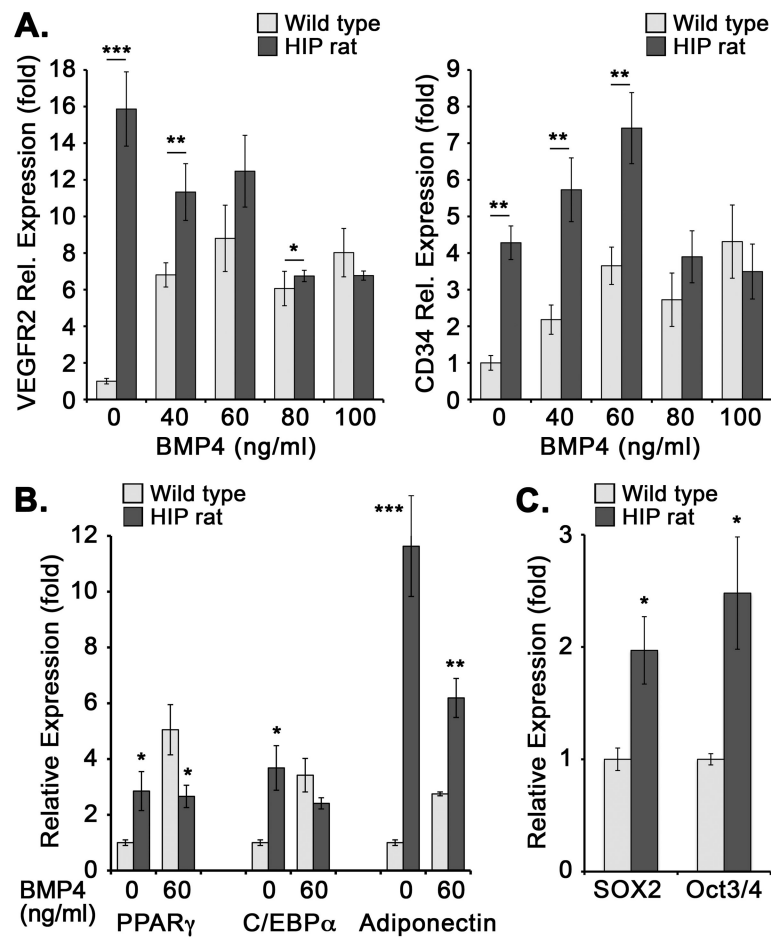 A.
Wild type
HIP rat
VEGFR2 Rel. Expression (fold)
18
16
14
12
10
8
6
4
2
0
***
**
*
0 40 60 80 100
BMP4 (ng/ml)
Wild type
HIP rat
CD34 Rel. Expression (fold)
9
8
7
6
5
4
3
2
1
0
**
**
**
0 40 60 80 100
BMP4 (ng/ml)
B.
Wild type
HIP rat
Relative Expression (fold)
12
10
8
6
4
2
0
*
*
*
***
**
BMP4 (ng/ml) 0 60 0 60 0 60
PPARγ C/EBPα Adiponectin
C.
Wild type
HIP rat
Relative Expression (fold)
3
2
1
0
*
*
SOX2 Oct3/4